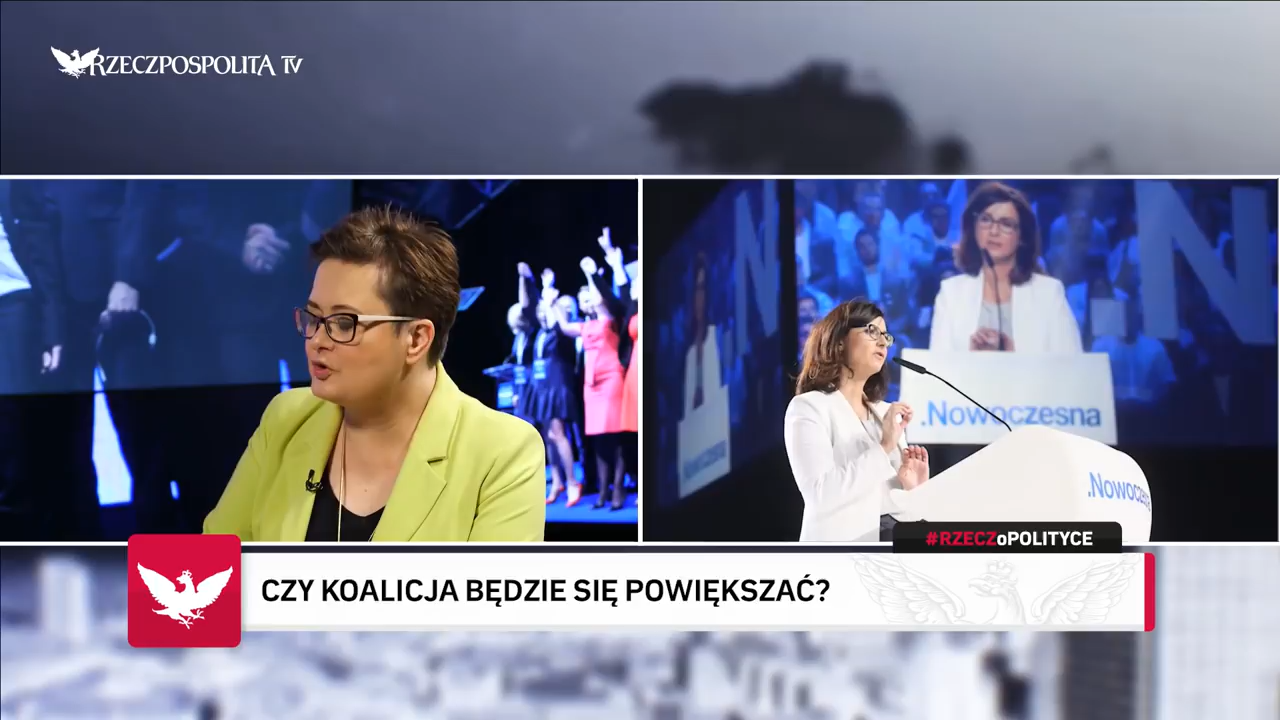 RZECZPOSPOLITA TV
.Nowoczesna
.Nowoczesna
#RZECZoPOLITYCE
CZY KOALICJA BĘDZIE SIĘ POWIĘKSZAĆ?